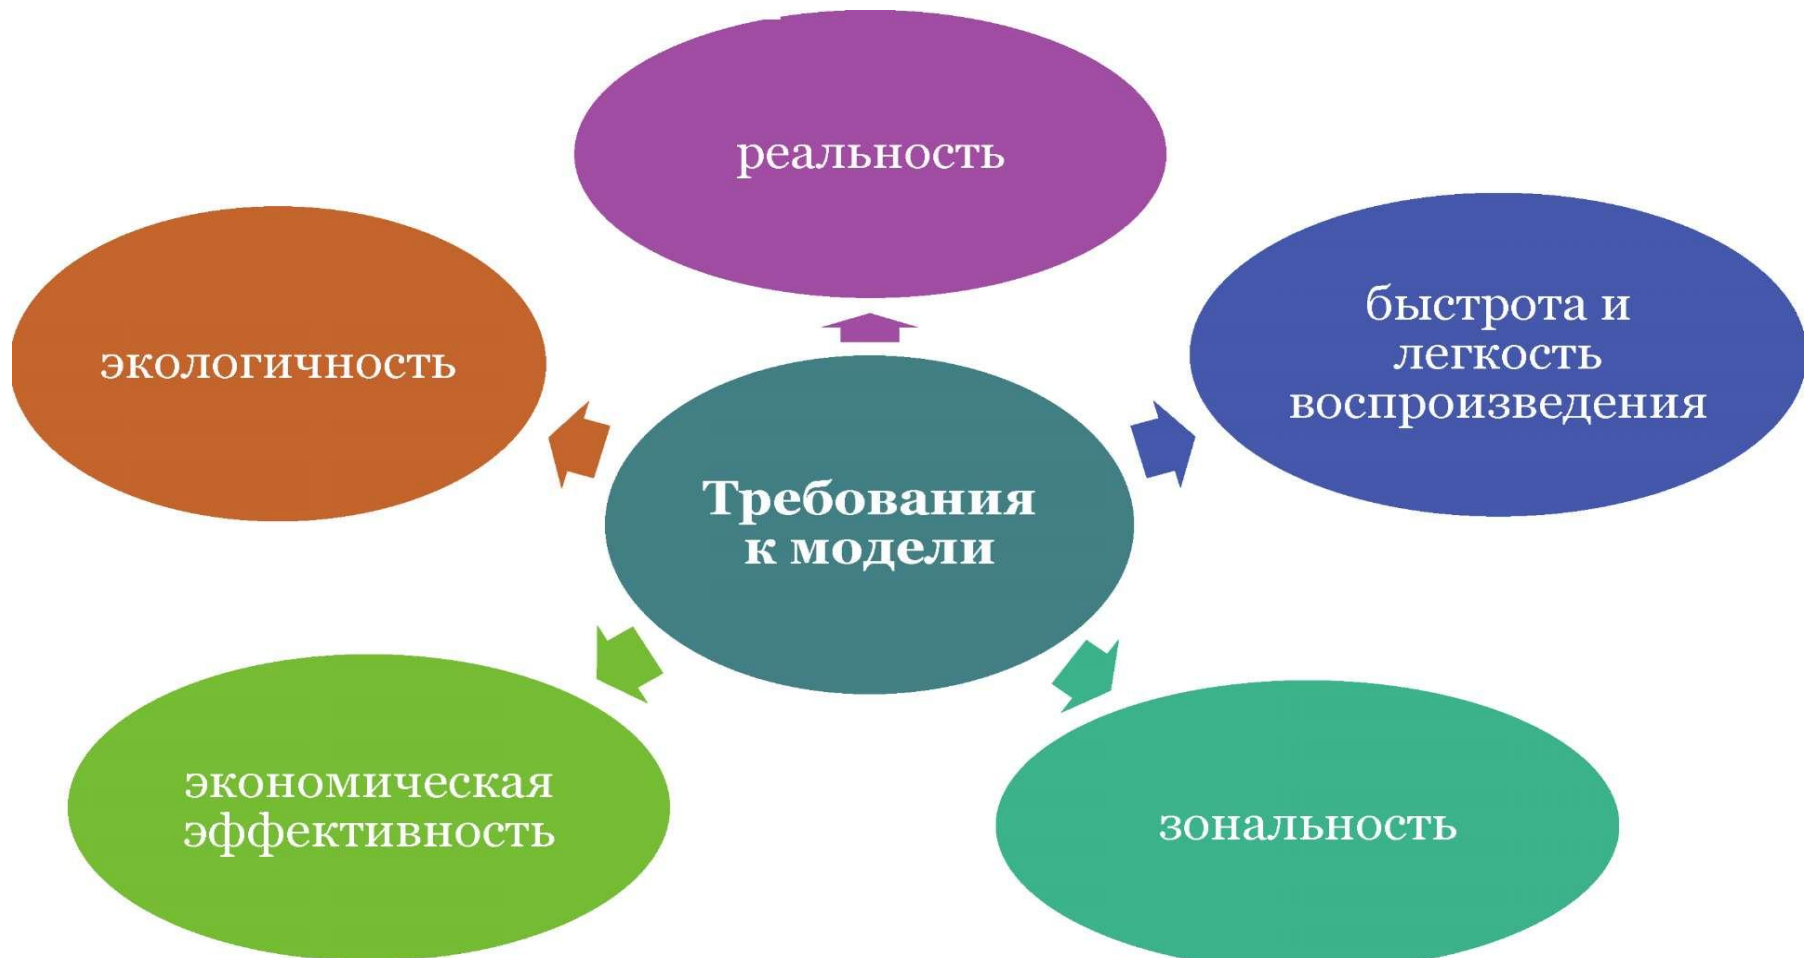 реальность
быстрота и
легкость
воспроизведения
экологичность
Требования
к модели
экономическая
эффективность
зональность